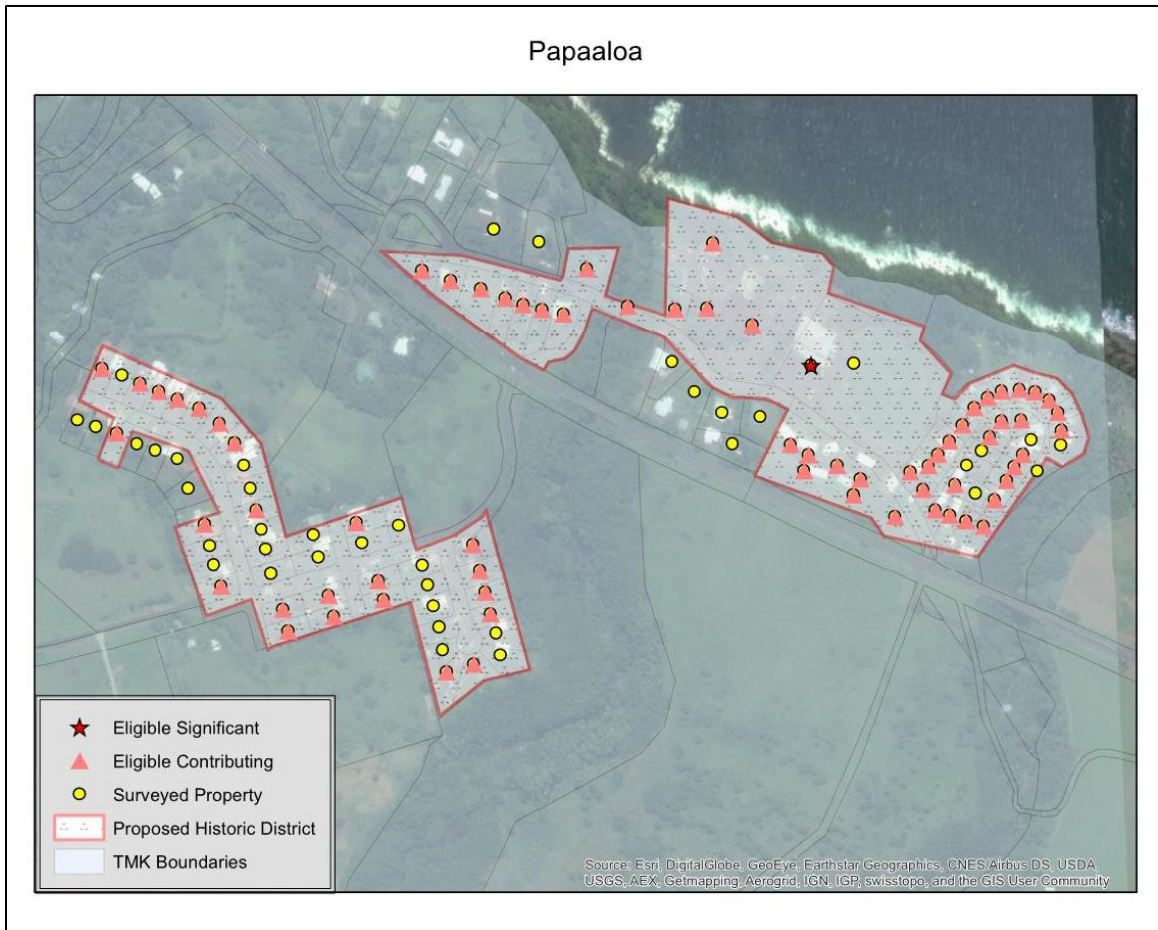 Papaaloa
Eligible Significant
Eligible Contributing
Surveyed Property
Proposed Historic District
TMK Boundaries
Source: Esri, DigitalGlobe, GeoEye, Earthstar Geographics, CNES/Airbus DS, USDA,
USGS, AEX, Getmapping, Aerogrid, IGN, IGP, swisstopo, and the GIS User Community